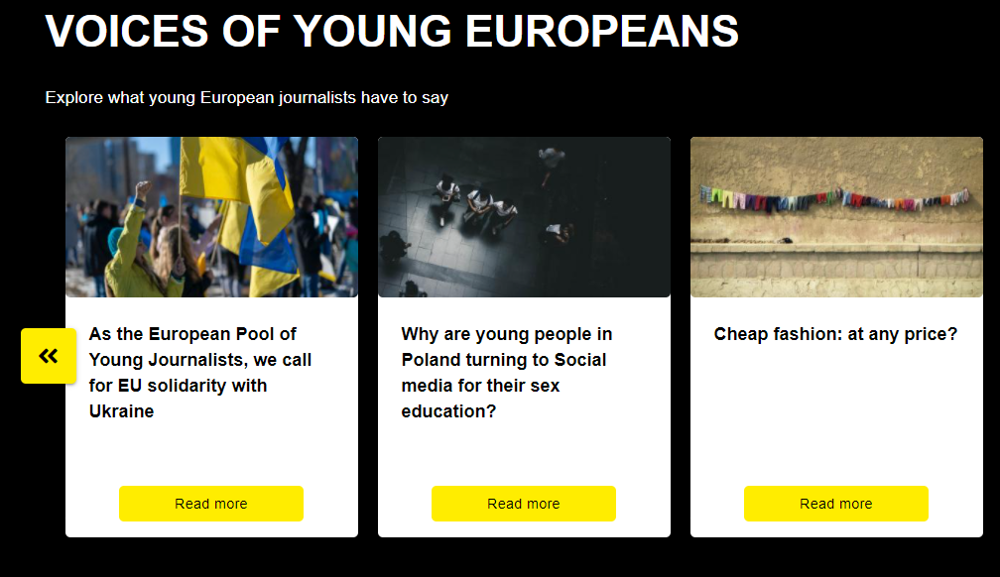 VOICES OF YOUNG EUROPEANS
Explore what young European journalists have to say
As the European Pool of
Young Journalists, we call
for EU solidarity with
Ukraine
Read more
Why are young people in
Poland turning to Social
media for their sex
education?
Read more
Cheap fashion: at any price?
Read more